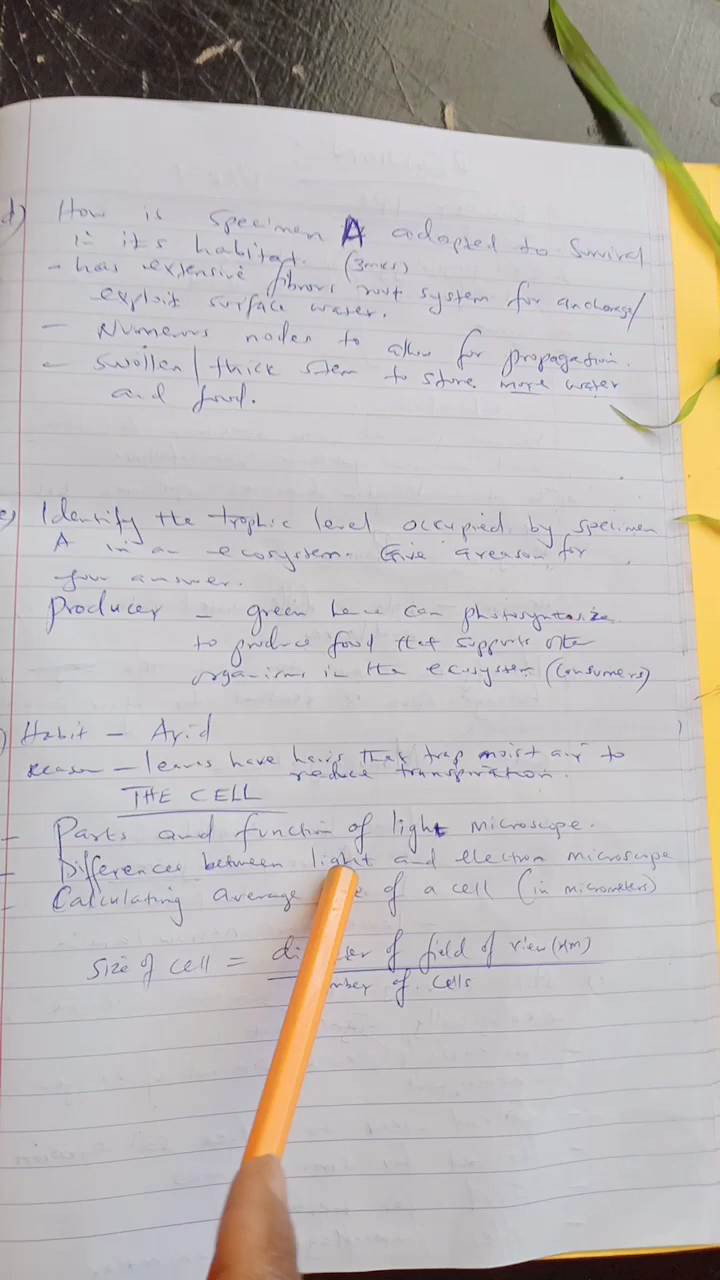 d) How is specimen A adapted to survival
in its habitat. (3mks)
- has extensive fibrous root system for anchorage/
exploit surface water.
- Numerous nodes to allow for propagation.
- Swollen / thick stem to store more water
and food.
e) Identify the trophic level occupied by specimen
A in an ecosystem. Give a reason for
your answer.
Producer - green hence can photosyntesize
to produce food that supports other
organisms in the ecosystem (consumers)
) Habit - Arid
reason - leaves have hairs that trap moist air to
reduce transpiration.
THE CELL
- Parts and function of light microscope.
- Differences between light and electron microscope
- Calculating average of a cell (in micrometers)
Size of cell = of field of view (µm)
of cells